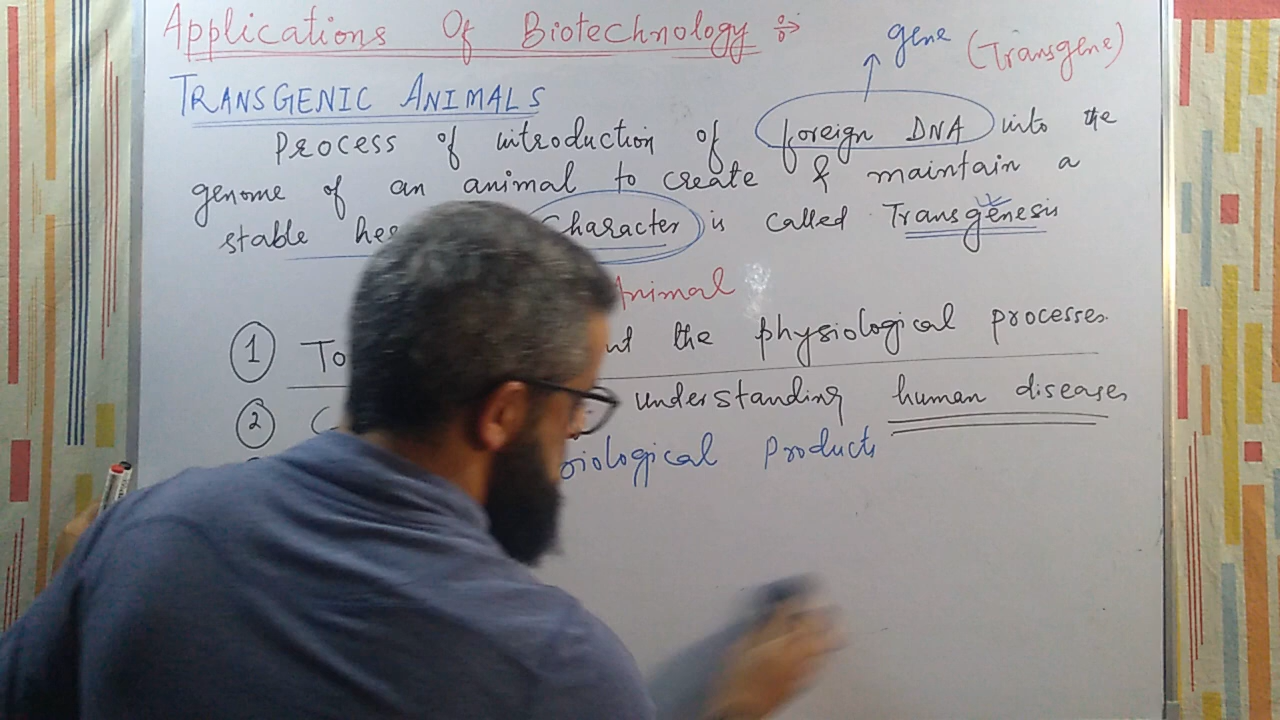 Applications Of Biotechnology :->
gene (Transgene)
TRANSGENIC ANIMALS
Process of introduction of foreign DNA into the
genome of an animal to create & maintain a
stable Character is called Transgenesis
Animal
1 To the physiological processes.
2 understanding human diseases
Products